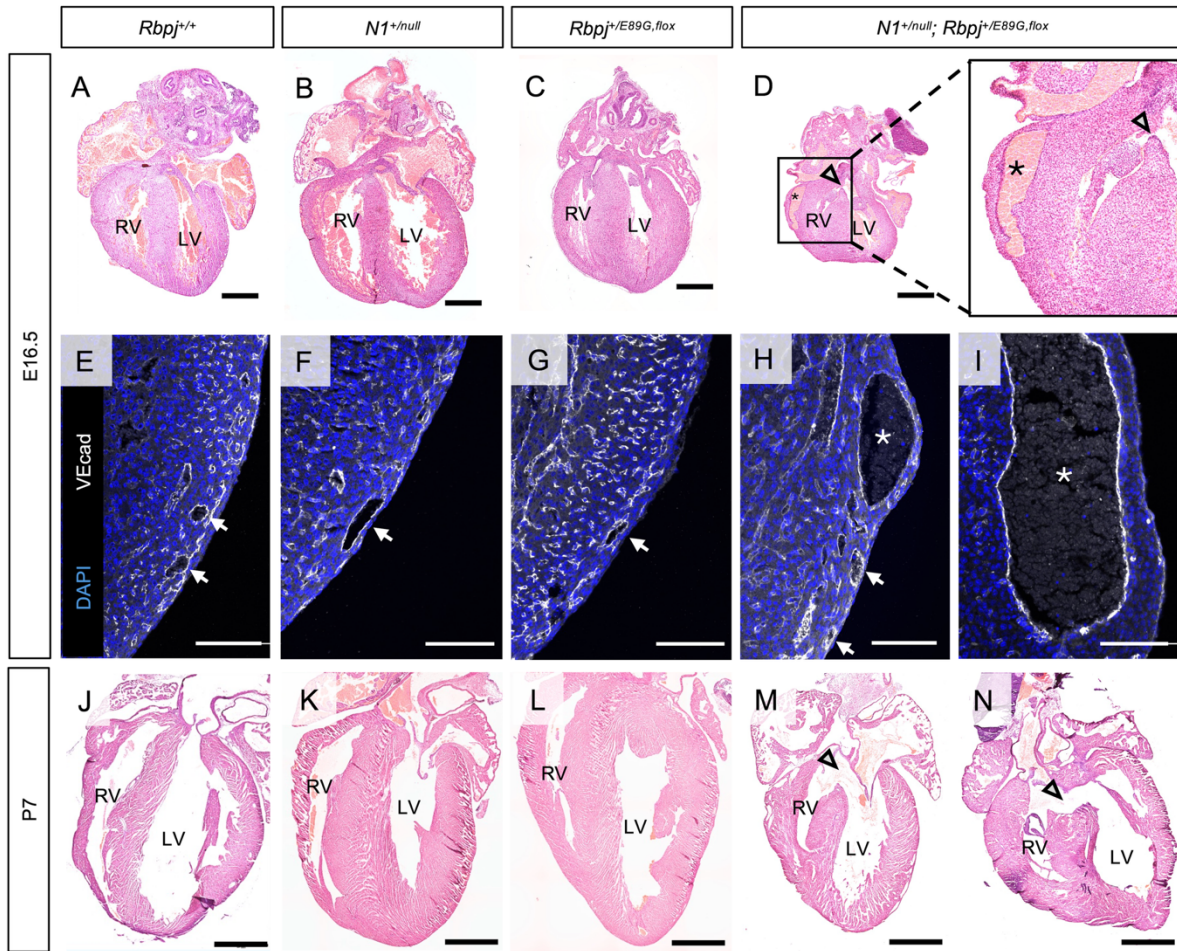 Rbpj+/+
N1+/null
Rbpj+/E89G,flox
N1+/null; Rbpj+/E89G,flox
E16.5
A
B
C
D
RV
LV
RV
LV
RV
LV
*
RV
LV
*
E
F
G
H
I
DAPI VEcad
*
*
P7
J
K
L
M
N
RV
LV
RV
LV
RV
LV
RV
LV
RV
LV